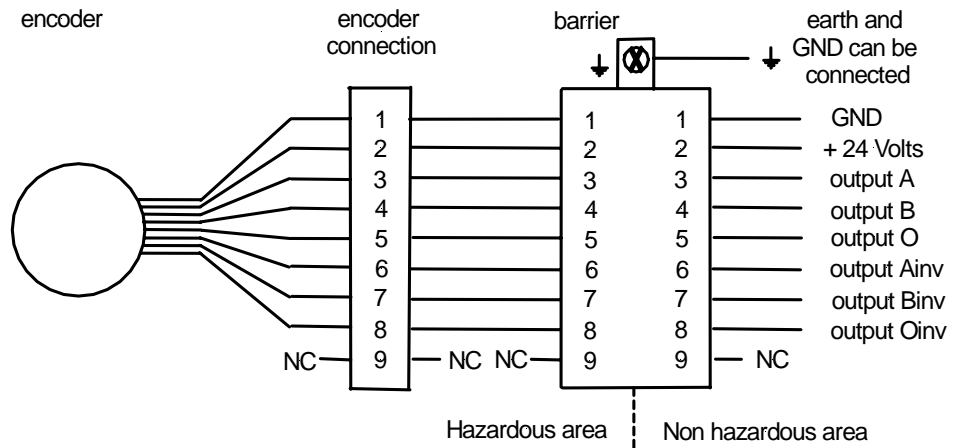 encoder
encoder
connection
barrier
earth and
GND can be
connected
1 1 1 GND
2 2 2 + 24 Volts
3 3 3 output A
4 4 4 output B
5 5 5 output O
6 6 6 output Ainv
7 7 7 output Binv
8 8 8 output Oinv
NC 9 NC NC 9 9 NC
Hazardous area Non hazardous area